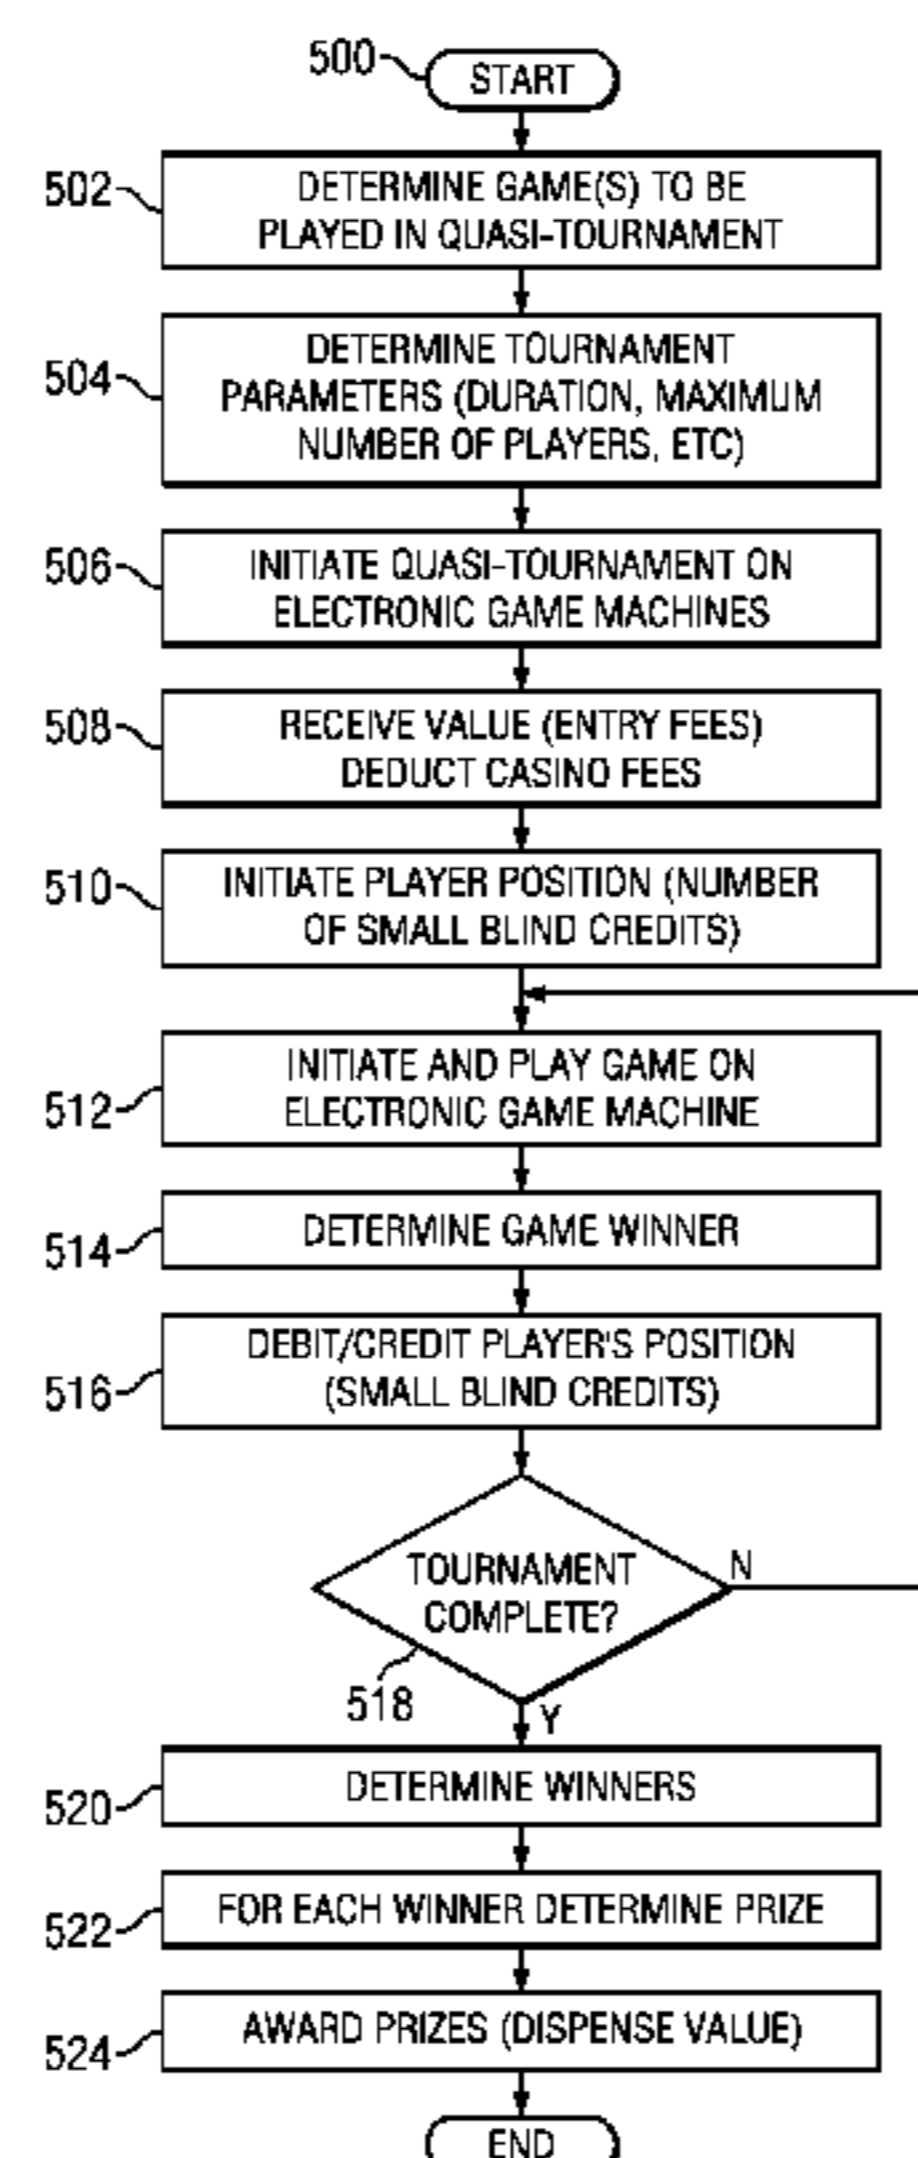 500
START
502
DETERMINE GAME(S) TO BE
PLAYED IN QUASI-TOURNAMENT
504
DETERMINE TOURNAMENT
PARAMETERS (DURATION, MAXIMUM
NUMBER OF PLAYERS, ETC)
506
INITIATE QUASI-TOURNAMENT ON
ELECTRONIC GAME MACHINES
508
RECEIVE VALUE (ENTRY FEES)
DEDUCT CASINO FEES
510
INITIATE PLAYER POSITION (NUMBER
OF SMALL BLIND CREDITS)
512
INITIATE AND PLAY GAME ON
ELECTRONIC GAME MACHINE
514
DETERMINE GAME WINNER
516
DEBIT/CREDIT PLAYER'S POSITION
(SMALL BLIND CREDITS)
TOURNAMENT
COMPLETE?
N
518
Y
520
DETERMINE WINNERS
522
FOR EACH WINNER DETERMINE PRIZE
524
AWARD PRIZES (DISPENSE VALUE)
END